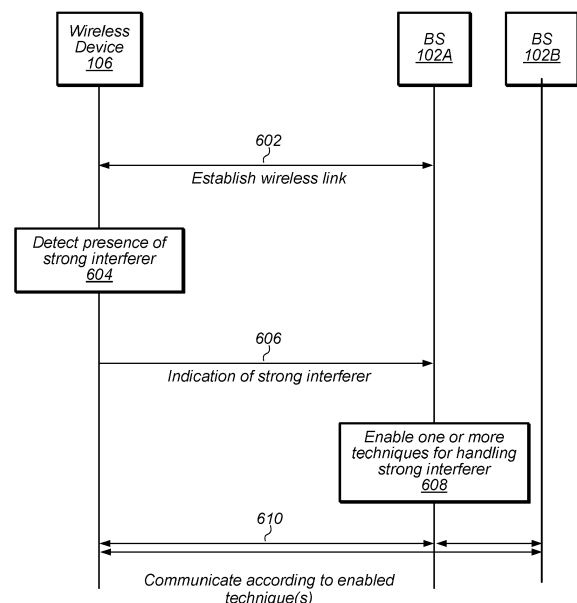 Wireless
Device
106
BS
102A
BS
102B
602
Establish wireless link
Detect presence of
strong interferer
604
606
Indication of strong interferer
Enable one or more
techniques for handling
strong interferer
608
610
Communicate according to enabled
technique(s)